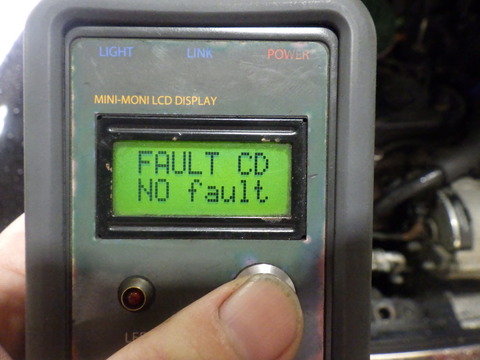 LIGHT LINK POWER
MINI-MONI LCD DISPLAY
FAULT CD
NO fault